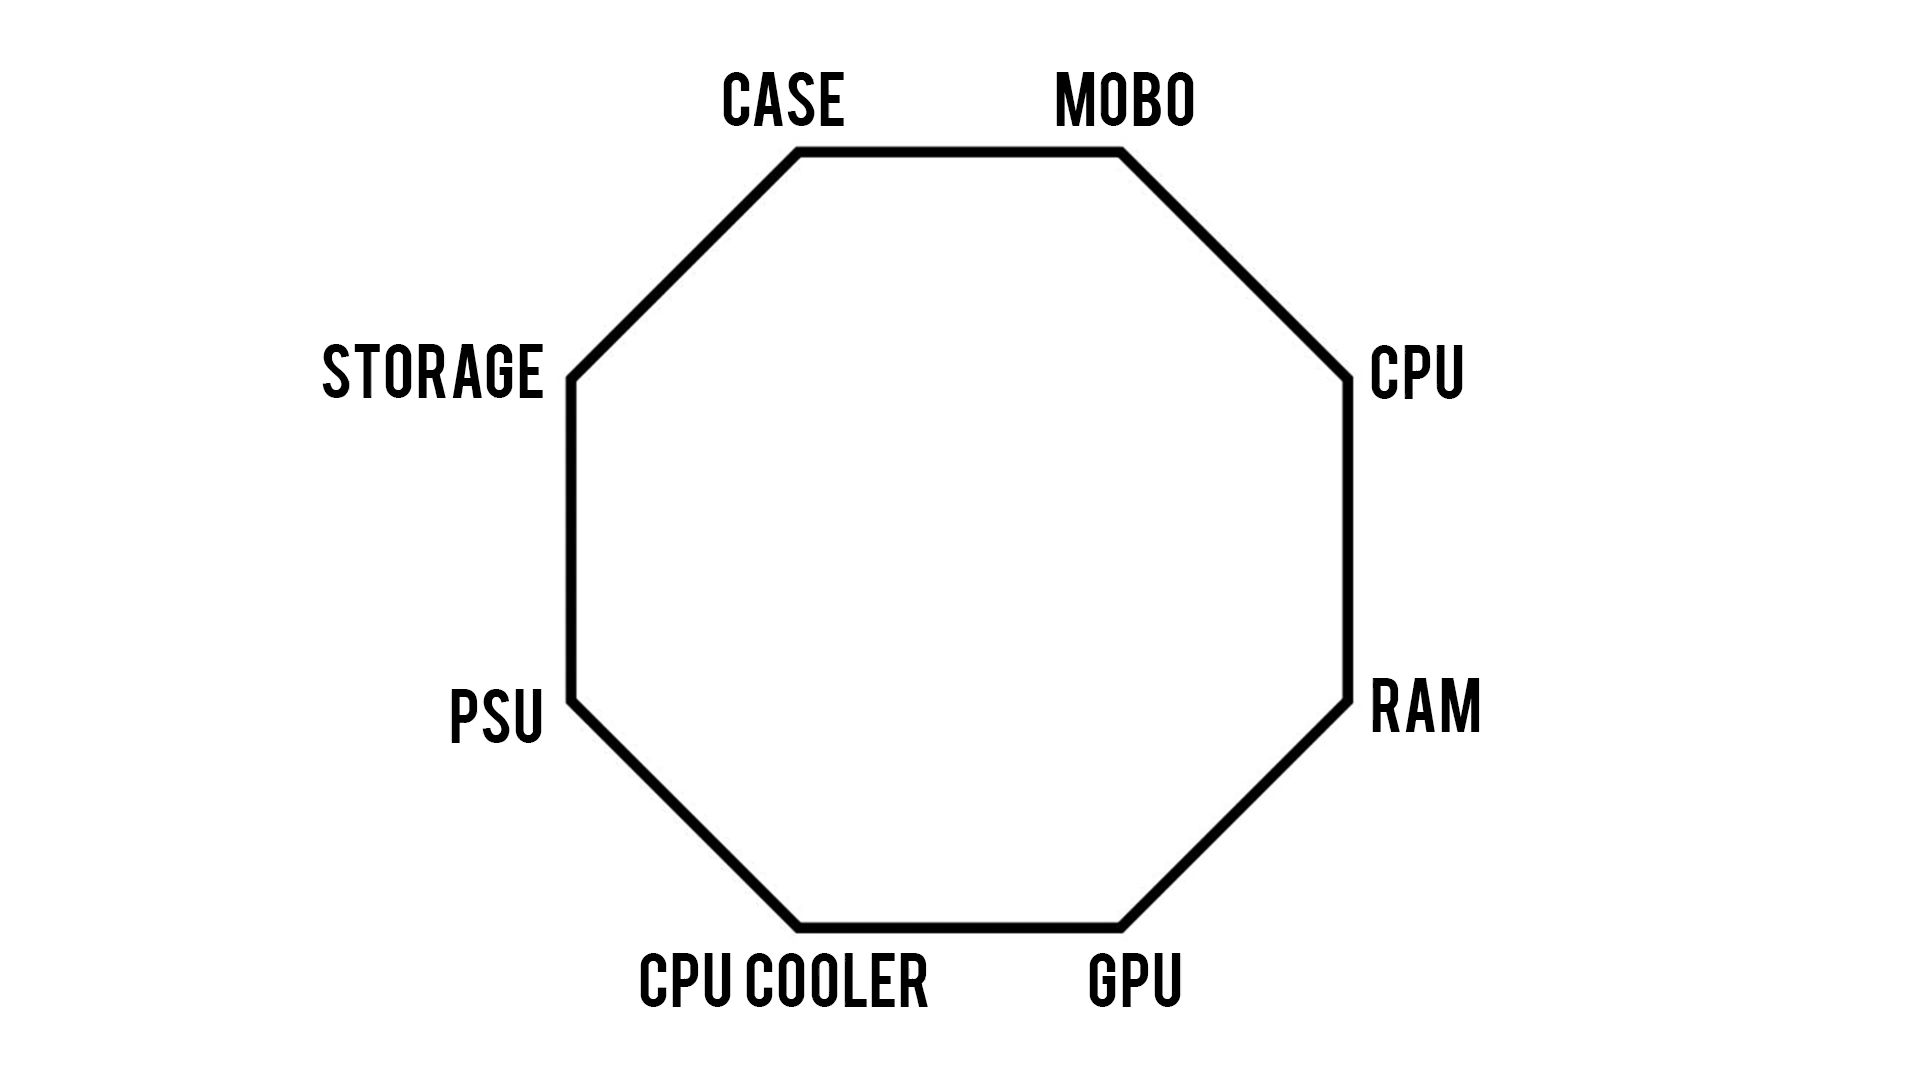 CASE
MOBO
STORAGE
CPU
PSU
RAM
CPU COOLER
GPU